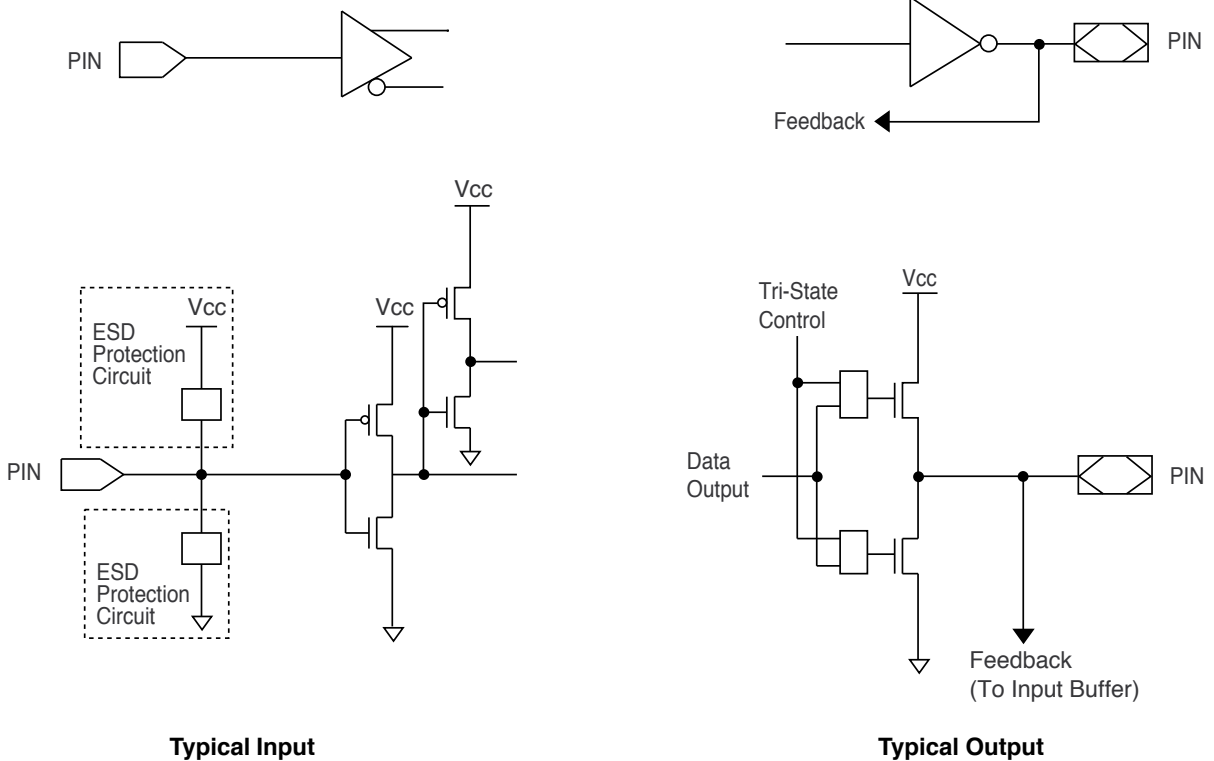 PIN
PIN
Feedback
Vcc
Vcc
Vcc
ESD
Protection
Circuit
PIN
ESD
Protection
Circuit
Tri-State
Control
Vcc
Data
Output
PIN
Feedback
(To Input Buffer)
Typical Input
Typical Output